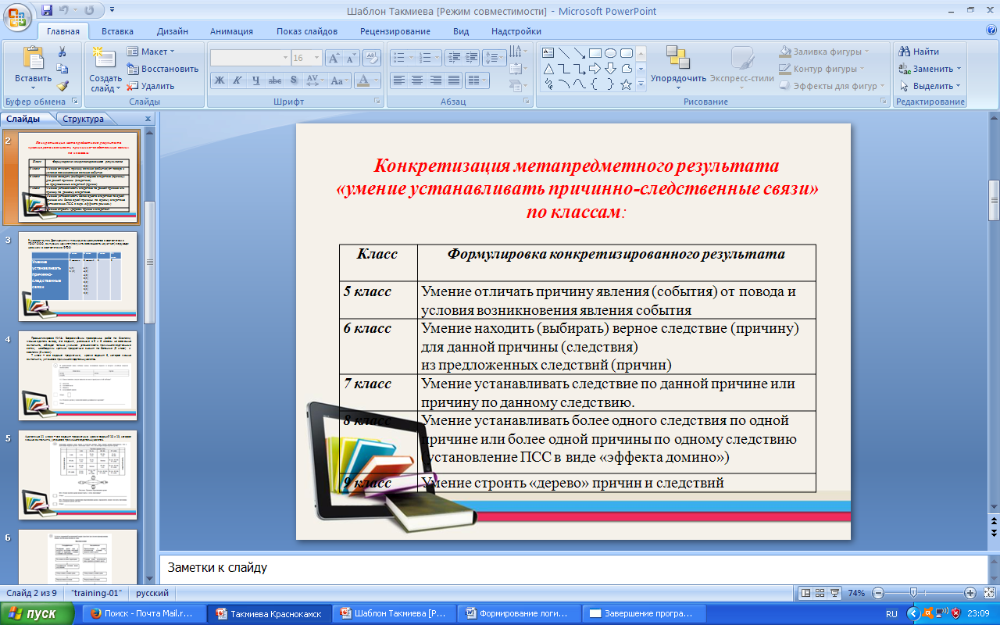 Шаблон Такмиева [Режим совместимости] - Microsoft PowerPoint
Главная Вставка Дизайн Анимация Показ слайдов Рецензирование Вид Надстройки
Вставить
Буфер обмена
Создать слайд
Макет
Восстановить
Удалить
Слайды
16
Ж К Ч abc S AV Aa A
Шрифт
Абзац
Упорядочить
Экспресс-стили
Заливка фигуры
Контур фигуры
Эффекты для фигур
Рисование
Найти
Заменить
Выделить
Редактирование
Слайды Структура x
2
3
Умение
устанавливать
причинно-
следственные
связи
4
5
6
Конкретизация метапредметного результата
«умение устанавливать причинно-следственные связи»
по классам:
Класс Формулировка конкретизированного результата
5 класс Умение отличать причину явления (события) от повода и
условия возникновения явления события
6 класс Умение находить (выбирать) верное следствие (причину)
для данной причины (следствия)
из предложенных следствий (причин)
7 класс Умение устанавливать следствие по данной причине или
причину по данному следствию.
8 класс Умение устанавливать более одного следствия по одной
причине или более одной причины по одному следствию
установление ПСС в виде «эффекта домино»)
9 класс Умение строить «дерево» причин и следствий
Заметки к слайду
Слайд 2 из 9 "training-01" русский 74%
пуск Поиск - Почта Mail.r... Такмиева Краснокамск Шаблон Такмиева [Р... Формирование логи... Завершение програ... RU 23:09